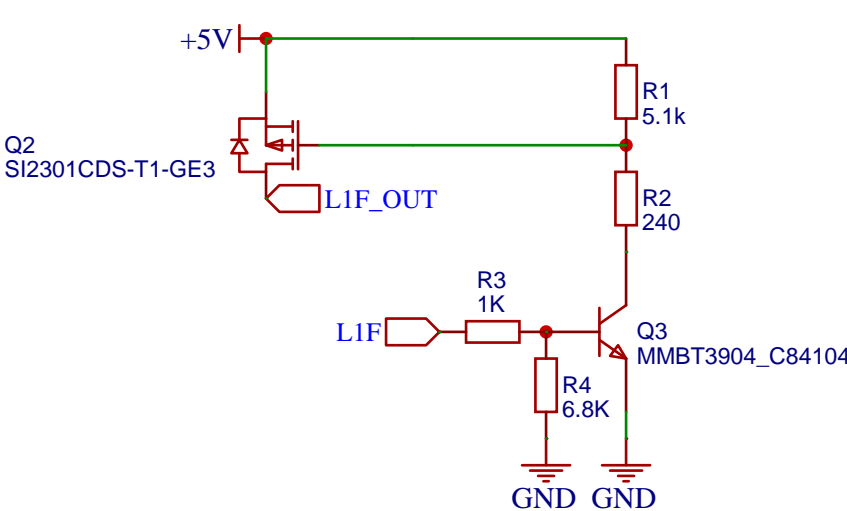 +5V
R1
5.1k
Q2
SI2301CDS-T1-GE3
L1F_OUT
R2
240
R3
1K
L1F
Q3
MMBT3904_C84104
R4
6.8K
GND GND